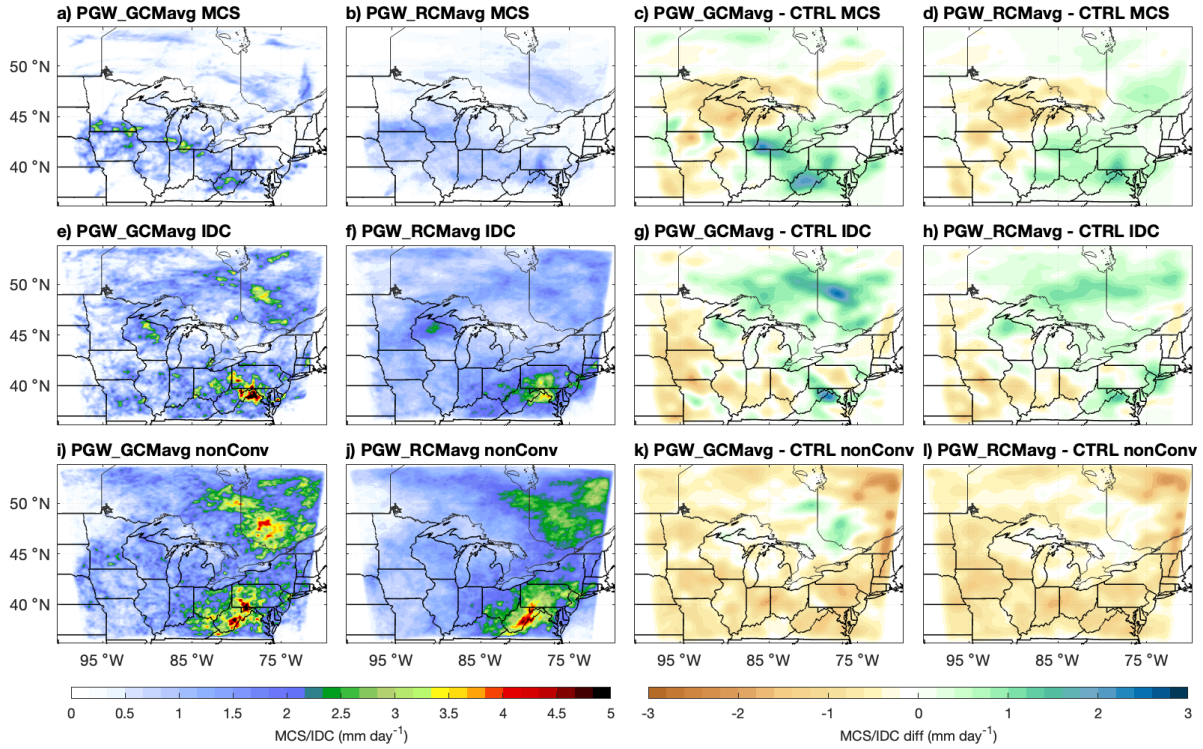 a) PGW_GCMavg MCS
b) PGW_RCMavg MCS
c) PGW_GCMavg - CTRL MCS
d) PGW_RCMavg - CTRL MCS
50 °N
45 °N
40 °N
e) PGW_GCMavg IDC
f) PGW_RCMavg IDC
g) PGW_GCMavg - CTRL IDC
h) PGW_RCMavg - CTRL IDC
50 °N
45 °N
40 °N
i) PGW_GCMavg nonConv
j) PGW_RCMavg nonConv
k) PGW_GCMavg - CTRL nonConv
l) PGW_RCMavg - CTRL nonConv
50 °N
45 °N
40 °N
95 °W 85 °W 75 °W 95 °W 85 °W 75 °W 95 °W 85 °W 75 °W 95 °W 85 °W 75 °W
0 0.5 1 1.5 2 2.5 3 3.5 4 4.5 5
MCS/IDC (mm day⁻¹)
-3 -2 -1 0 1 2 3
MCS/IDC diff (mm day⁻¹)